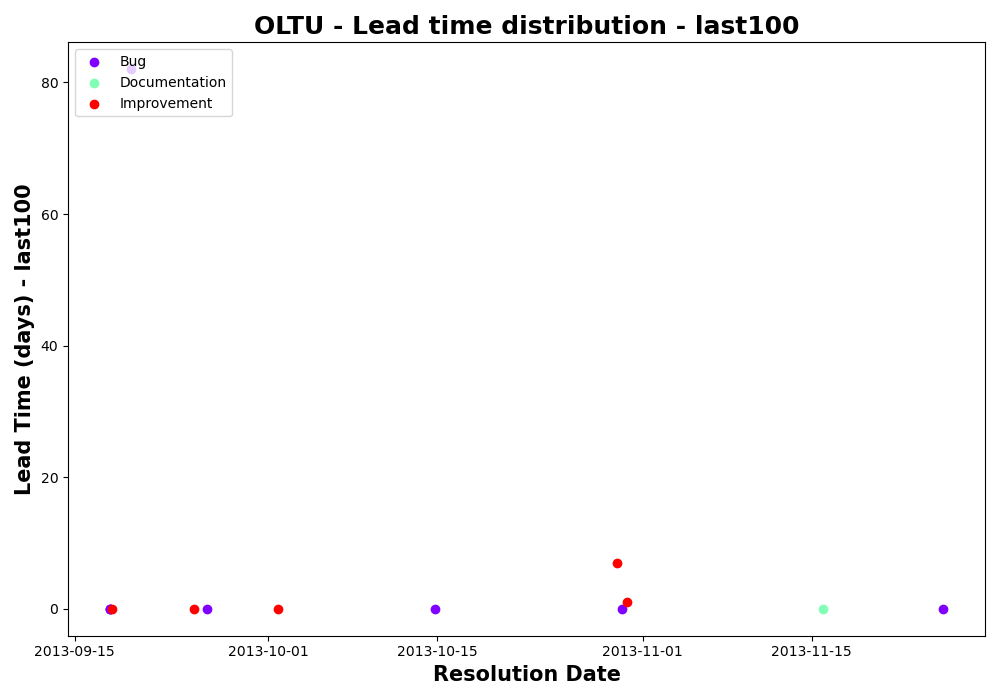 OLTU - Lead time distribution - last100
Bug
Documentation
Improvement
80
60
40
20
0
Lead Time (days) - last100
2013-09-15
2013-10-01
2013-10-15
2013-11-01
2013-11-15
Resolution Date